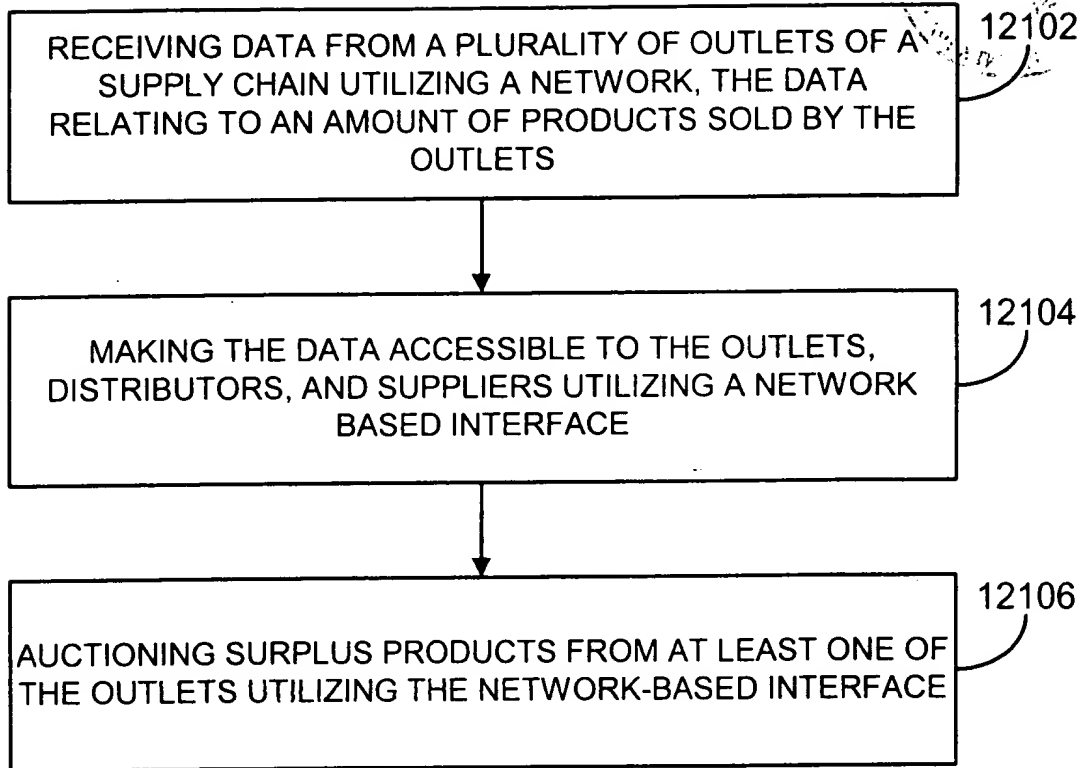 RECEIVING DATA FROM A PLURALITY OF OUTLETS OF A
SUPPLY CHAIN UTILIZING A NETWORK, THE DATA
RELATING TO AN AMOUNT OF PRODUCTS SOLD BY THE
OUTLETS
12102
MAKING THE DATA ACCESSIBLE TO THE OUTLETS,
DISTRIBUTORS, AND SUPPLIERS UTILIZING A NETWORK
BASED INTERFACE
12104
AUCTIONING SURPLUS PRODUCTS FROM AT LEAST ONE OF
THE OUTLETS UTILIZING THE NETWORK-BASED INTERFACE
12106